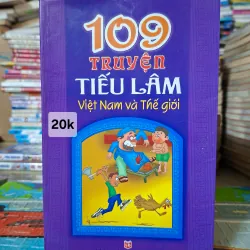 109
TRUYỆN
TIẾU LÂM
Việt Nam và Thế giới
20k